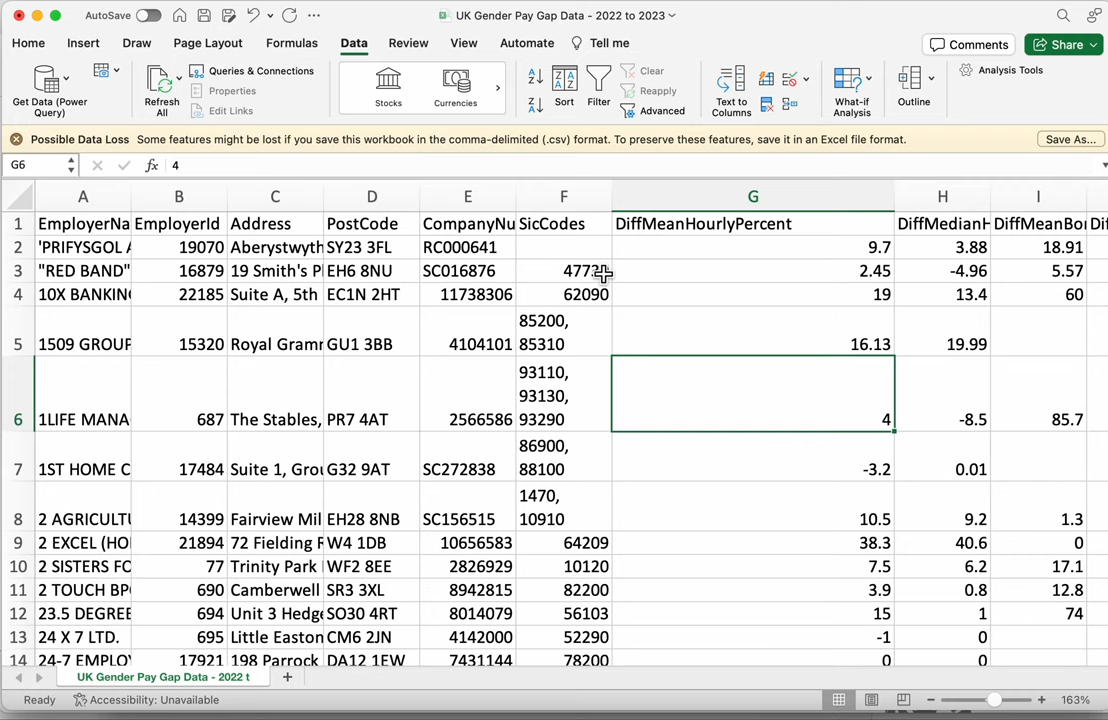 AutoSave
UK Gender Pay Gap Data - 2022 to 2023
Home Insert Draw Page Layout Formulas Data Review View Automate Tell me
Comments Share
Get Data (Power
Query)
Refresh
All
Queries & Connections
Properties
Edit Links
Stocks Currencies
Sort Filter
Clear
Reapply
Advanced
Text to
Columns
What-if
Analysis
Outline
Analysis Tools
Possible Data Loss Some features might be lost if you save this workbook in the comma-delimited (.csv) format. To preserve these features, save it in an Excel file format. Save As...
G6 fx 4
A B C D E F G H I
1 EmployerNa EmployerId Address PostCode CompanyNu SicCodes DiffMeanHourlyPercent DiffMedianH DiffMeanBo
2 'PRIFYSGOL A 19070 Aberystwyth SY23 3FL RC000641 9.7 3.88 18.91
3 "RED BAND" 16879 19 Smith's P EH6 8NU SC016876 2.45 -4.96 5.57
4 10X BANKING 22185 Suite A, 5th EC1N 2HT 11738306 62090 19 13.4 60
85200,
5 1509 GROUP 15320 Royal Gramm GU1 3BB 4104101 85310 16.13 19.99
93110,
93130,
6 1LIFE MANA 687 The Stables, PR7 4AT 2566586 93290 4 -8.5 85.7
86900,
7 1ST HOME C 17484 Suite 1, Grou G32 9AT SC272838 88100 -3.2 0.01
1470,
8 2 AGRICULTU 14399 Fairview Mil EH28 8NB SC156515 10910 10.5 9.2 1.3
9 2 EXCEL (HO 21894 72 Fielding R W4 1DB 10656583 64209 38.3 40.6 0
10 2 SISTERS FO 77 Trinity Park WF2 8EE 2826929 10120 7.5 6.2 17.1
11 2 TOUCH BP 690 Camberwell SR3 3XL 8942815 82200 3.9 0.8 12.8
12 23.5 DEGREE 694 Unit 3 Hedge SO30 4RT 8014079 56103 15 1 74
13 24 X 7 LTD. 695 Little Easton CM6 2JN 4142000 52290 -1 0
14 24-7 EMPLOY 17921 198 Parrock DA12 1EW 7431144 78200 0 0
UK Gender Pay Gap Data - 2022 t
Ready Accessibility: Unavailable 163%